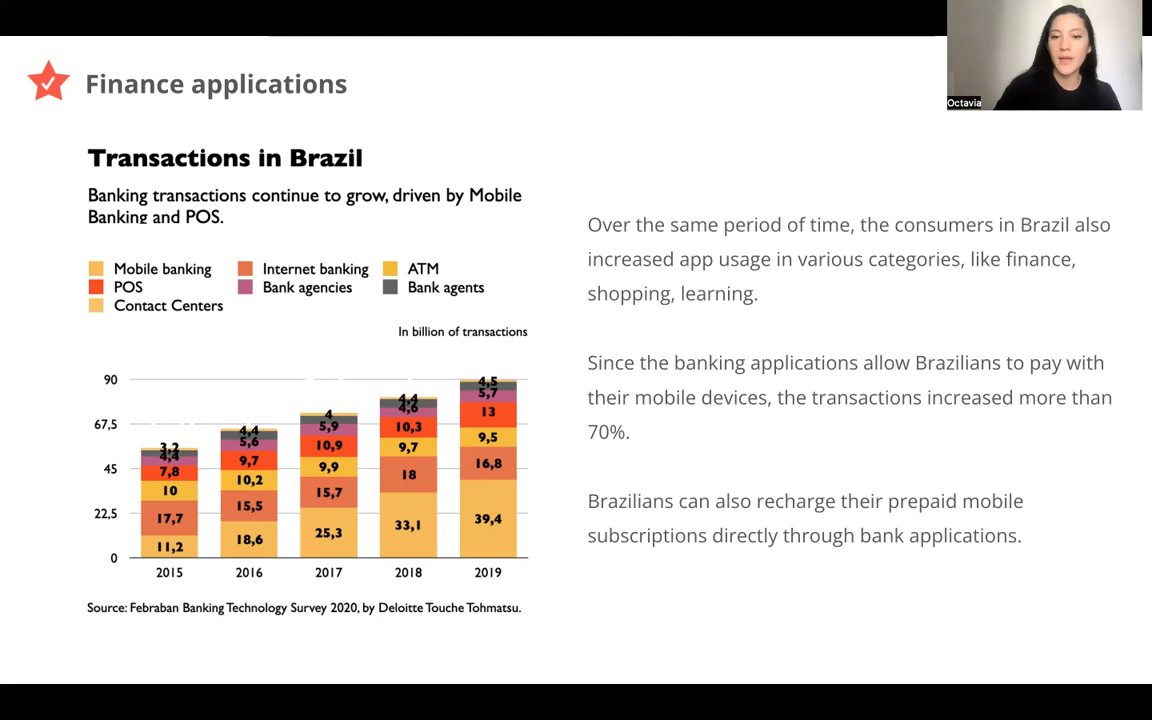 Octavia
Finance applications
Transactions in Brazil
Banking transactions continue to grow, driven by Mobile
Banking and POS.
Mobile banking
Internet banking
ATM
POS
Bank agencies
Bank agents
Contact Centers
In billion of transactions
90
67,5
45
22,5
0
3,2
4,4
7,8
10
17,7
11,2
4,4
5,6
9,7
10,2
15,5
18,6
4
5,9
10,9
9,9
15,7
25,3
4,4
4,6
10,3
9,7
18
33,1
4,5
5,7
13
9,5
16,8
39,4
2015
2016
2017
2018
2019
Source: Febraban Banking Technology Survey 2020, by Deloitte Touche Tohmatsu.
Over the same period of time, the consumers in Brazil also
increased app usage in various categories, like finance,
shopping, learning.
Since the banking applications allow Brazilians to pay with
their mobile devices, the transactions increased more than
70%.
Brazilians can also recharge their prepaid mobile
subscriptions directly through bank applications.